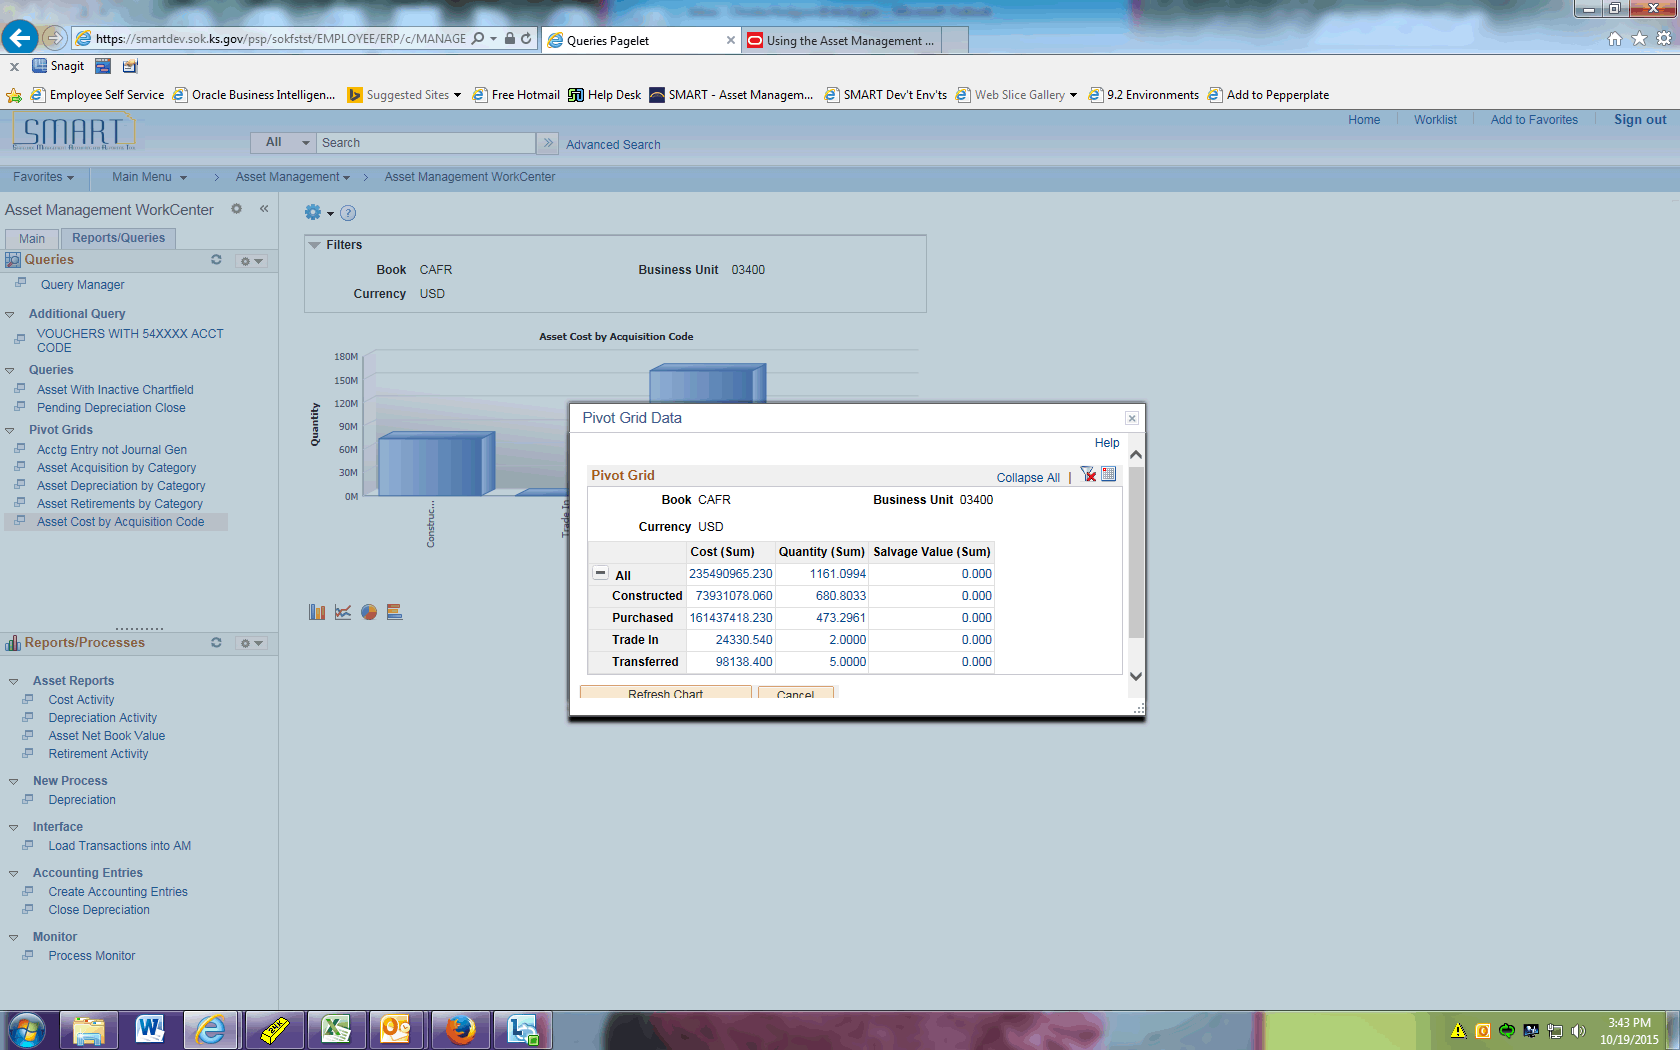 https://smartdev.sok.ks.gov/psp/sokfstst/EMPLOYEE/ERP/c/MANAGE
Queries Pagelet
Using the Asset Management ...
Snagit
Employee Self Service
Oracle Business Intelligen...
Suggested Sites
Free Hotmail
Help Desk
SMART - Asset Managem...
SMART Dev't Env'ts
Web Slice Gallery
9.2 Environments
Add to Pepperplate
SMART
All
Search
Advanced Search
Home
Worklist
Add to Favorites
Sign out
Favorites
Main Menu
Asset Management
Asset Management WorkCenter
Asset Management WorkCenter
Main
Reports/Queries
Queries
Query Manager
Additional Query
VOUCHERS WITH 54XXXX ACCT
CODE
Queries
Asset With Inactive Chartfield
Pending Depreciation Close
Pivot Grids
Acctg Entry not Journal Gen
Asset Acquisition by Category
Asset Depreciation by Category
Asset Retirements by Category
Asset Cost by Acquisition Code
Reports/Processes
Asset Reports
Cost Activity
Depreciation Activity
Asset Net Book Value
Retirement Activity
New Process
Depreciation
Interface
Load Transactions into AM
Accounting Entries
Create Accounting Entries
Close Depreciation
Monitor
Process Monitor
Filters
Book CAFR Business Unit 03400
Currency USD
Asset Cost by Acquisition Code
180M
150M
120M
90M
60M
30M
0M
Quantity
Construc...
Trade In
Pivot Grid Data
Help
Pivot Grid
Collapse All |
Book CAFR Business Unit 03400
Currency USD
Cost (Sum) Quantity (Sum) Salvage Value (Sum)
All 235490965.230 1161.0994 0.000
Constructed 73931078.060 680.8033 0.000
Purchased 161437418.230 473.2961 0.000
Trade In 24330.540 2.0000 0.000
Transferred 98138.400 5.0000 0.000
Refresh Chart
Cancel
3:43 PM
10/19/2015